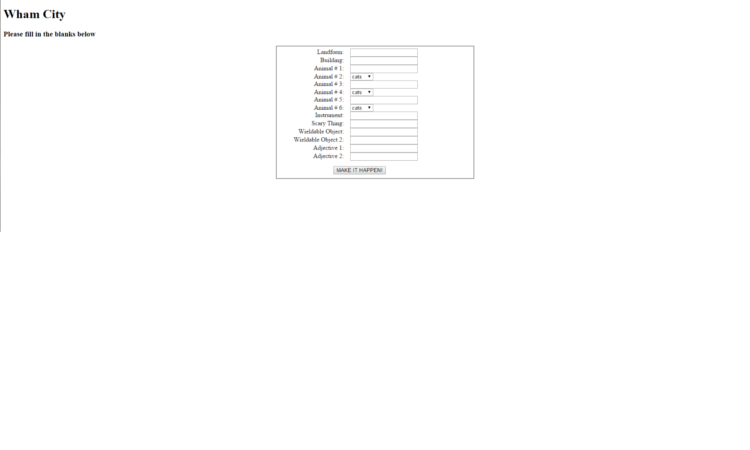 Wham City
Please fill in the blanks below
Landform:
Building:
Animal # 1:
Animal # 2: cats
Animal # 3:
Animal # 4: cats
Animal # 5:
Animal # 6: cats
Instrument:
Scary Thing:
Wieldable Object:
Wieldable Object 2:
Adjective 1:
Adjective 2:
MAKE IT HAPPEN!